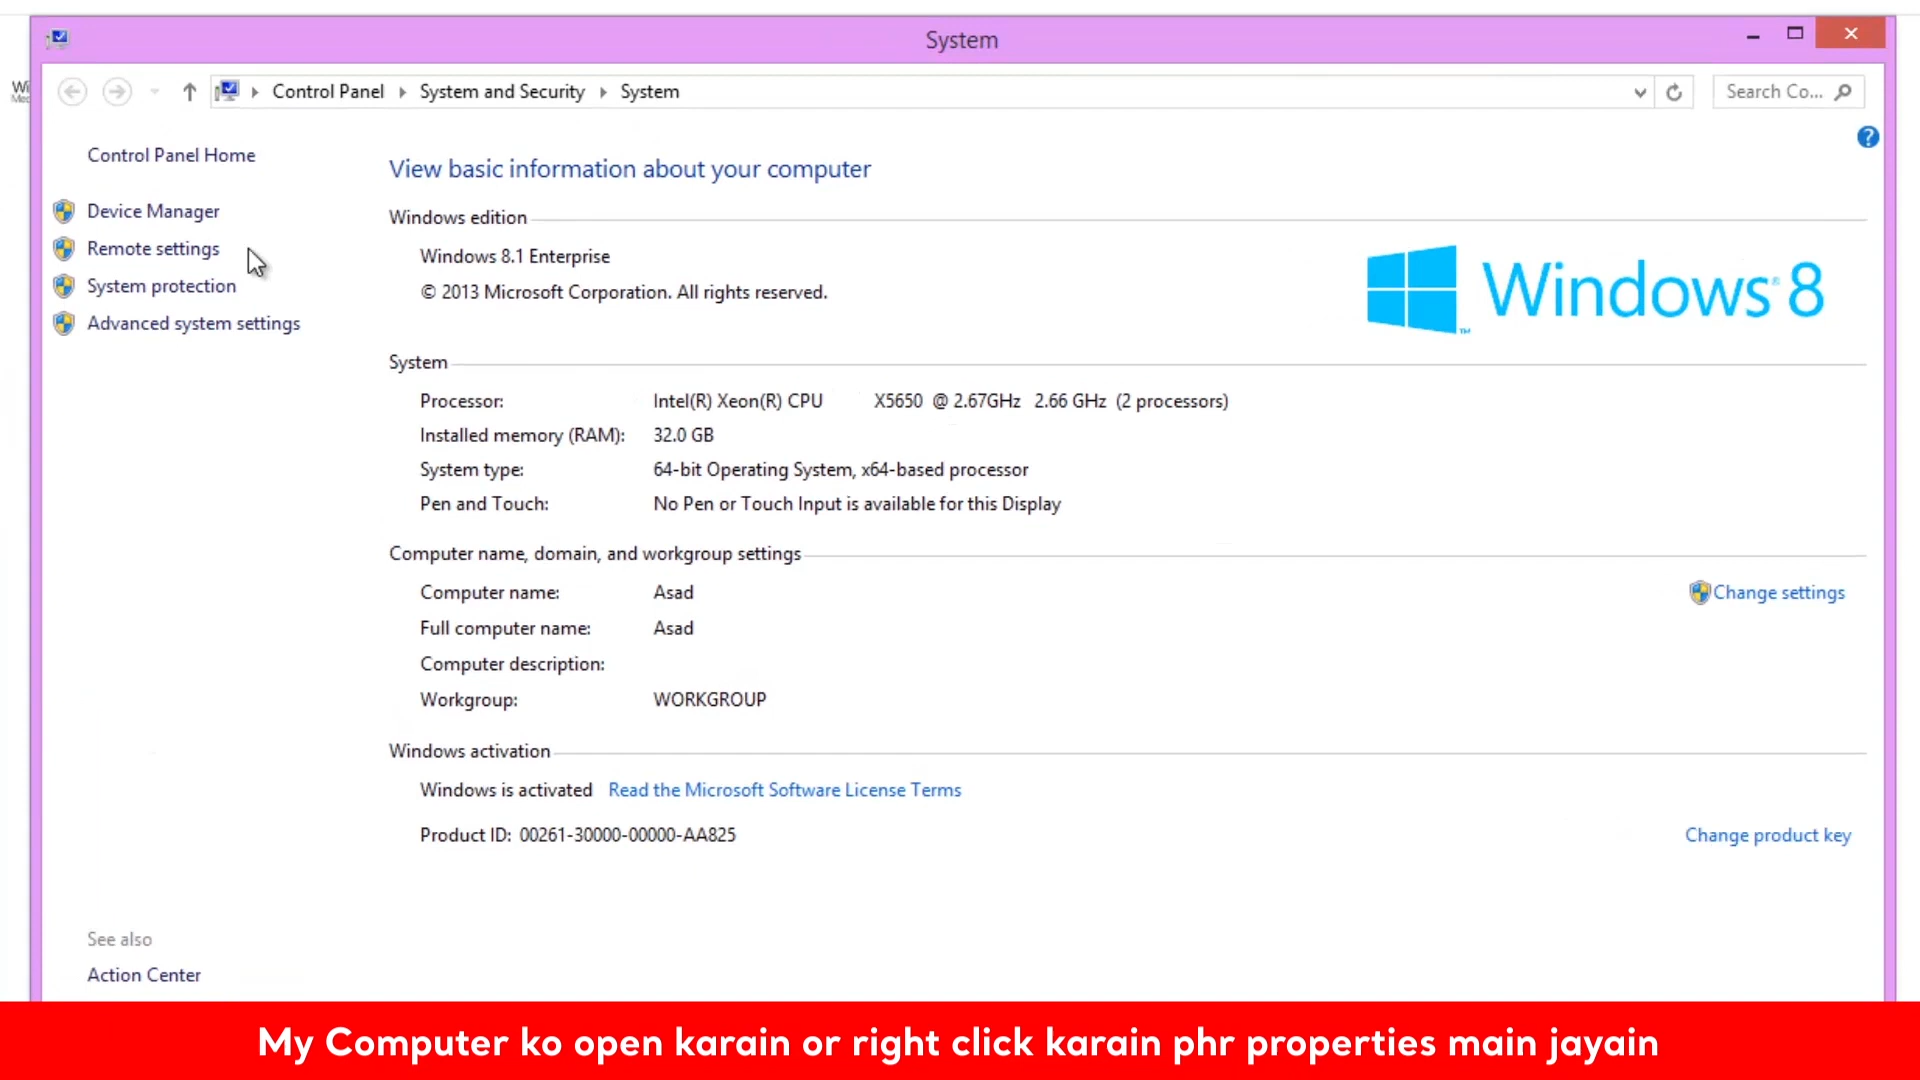 System
Wi
Med
Control Panel System and Security System
Search Co...
?
Control Panel Home
Device Manager
Remote settings
System protection
Advanced system settings
View basic information about your computer
Windows edition
Windows 8.1 Enterprise
© 2013 Microsoft Corporation. All rights reserved.
Windows® 8
™
System
Processor: Intel(R) Xeon(R) CPU X5650 @ 2.67GHz 2.66 GHz (2 processors)
Installed memory (RAM): 32.0 GB
System type: 64-bit Operating System, x64-based processor
Pen and Touch: No Pen or Touch Input is available for this Display
Computer name, domain, and workgroup settings
Computer name: Asad
Change settings
Full computer name: Asad
Computer description:
Workgroup: WORKGROUP
Windows activation
Windows is activated Read the Microsoft Software License Terms
Product ID: 00261-30000-00000-AA825
Change product key
See also
Action Center
My Computer ko open karain or right click karain phr properties main jayain